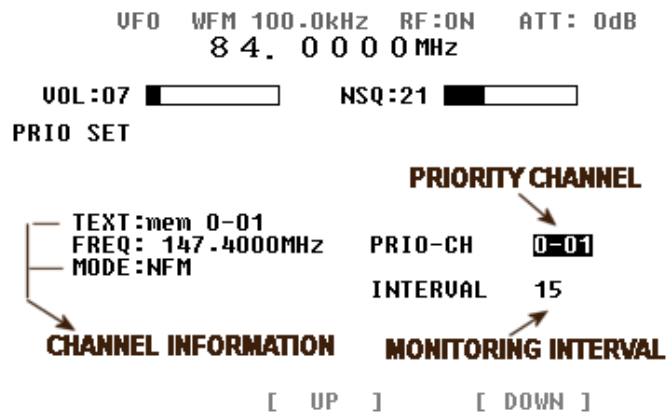 VFO WFM 100.0kHz RF:ON ATT: 0dB
84. 0000MHz
VOL:07 NSQ:21
PRIO SET
PRIORITY CHANNEL
TEXT:mem 0-01
FREQ: 147.4000MHz PRIO-CH 0-01
MODE:NFM
INTERVAL 15
CHANNEL INFORMATION MONITORING INTERVAL
[ UP ] [ DOWN ]